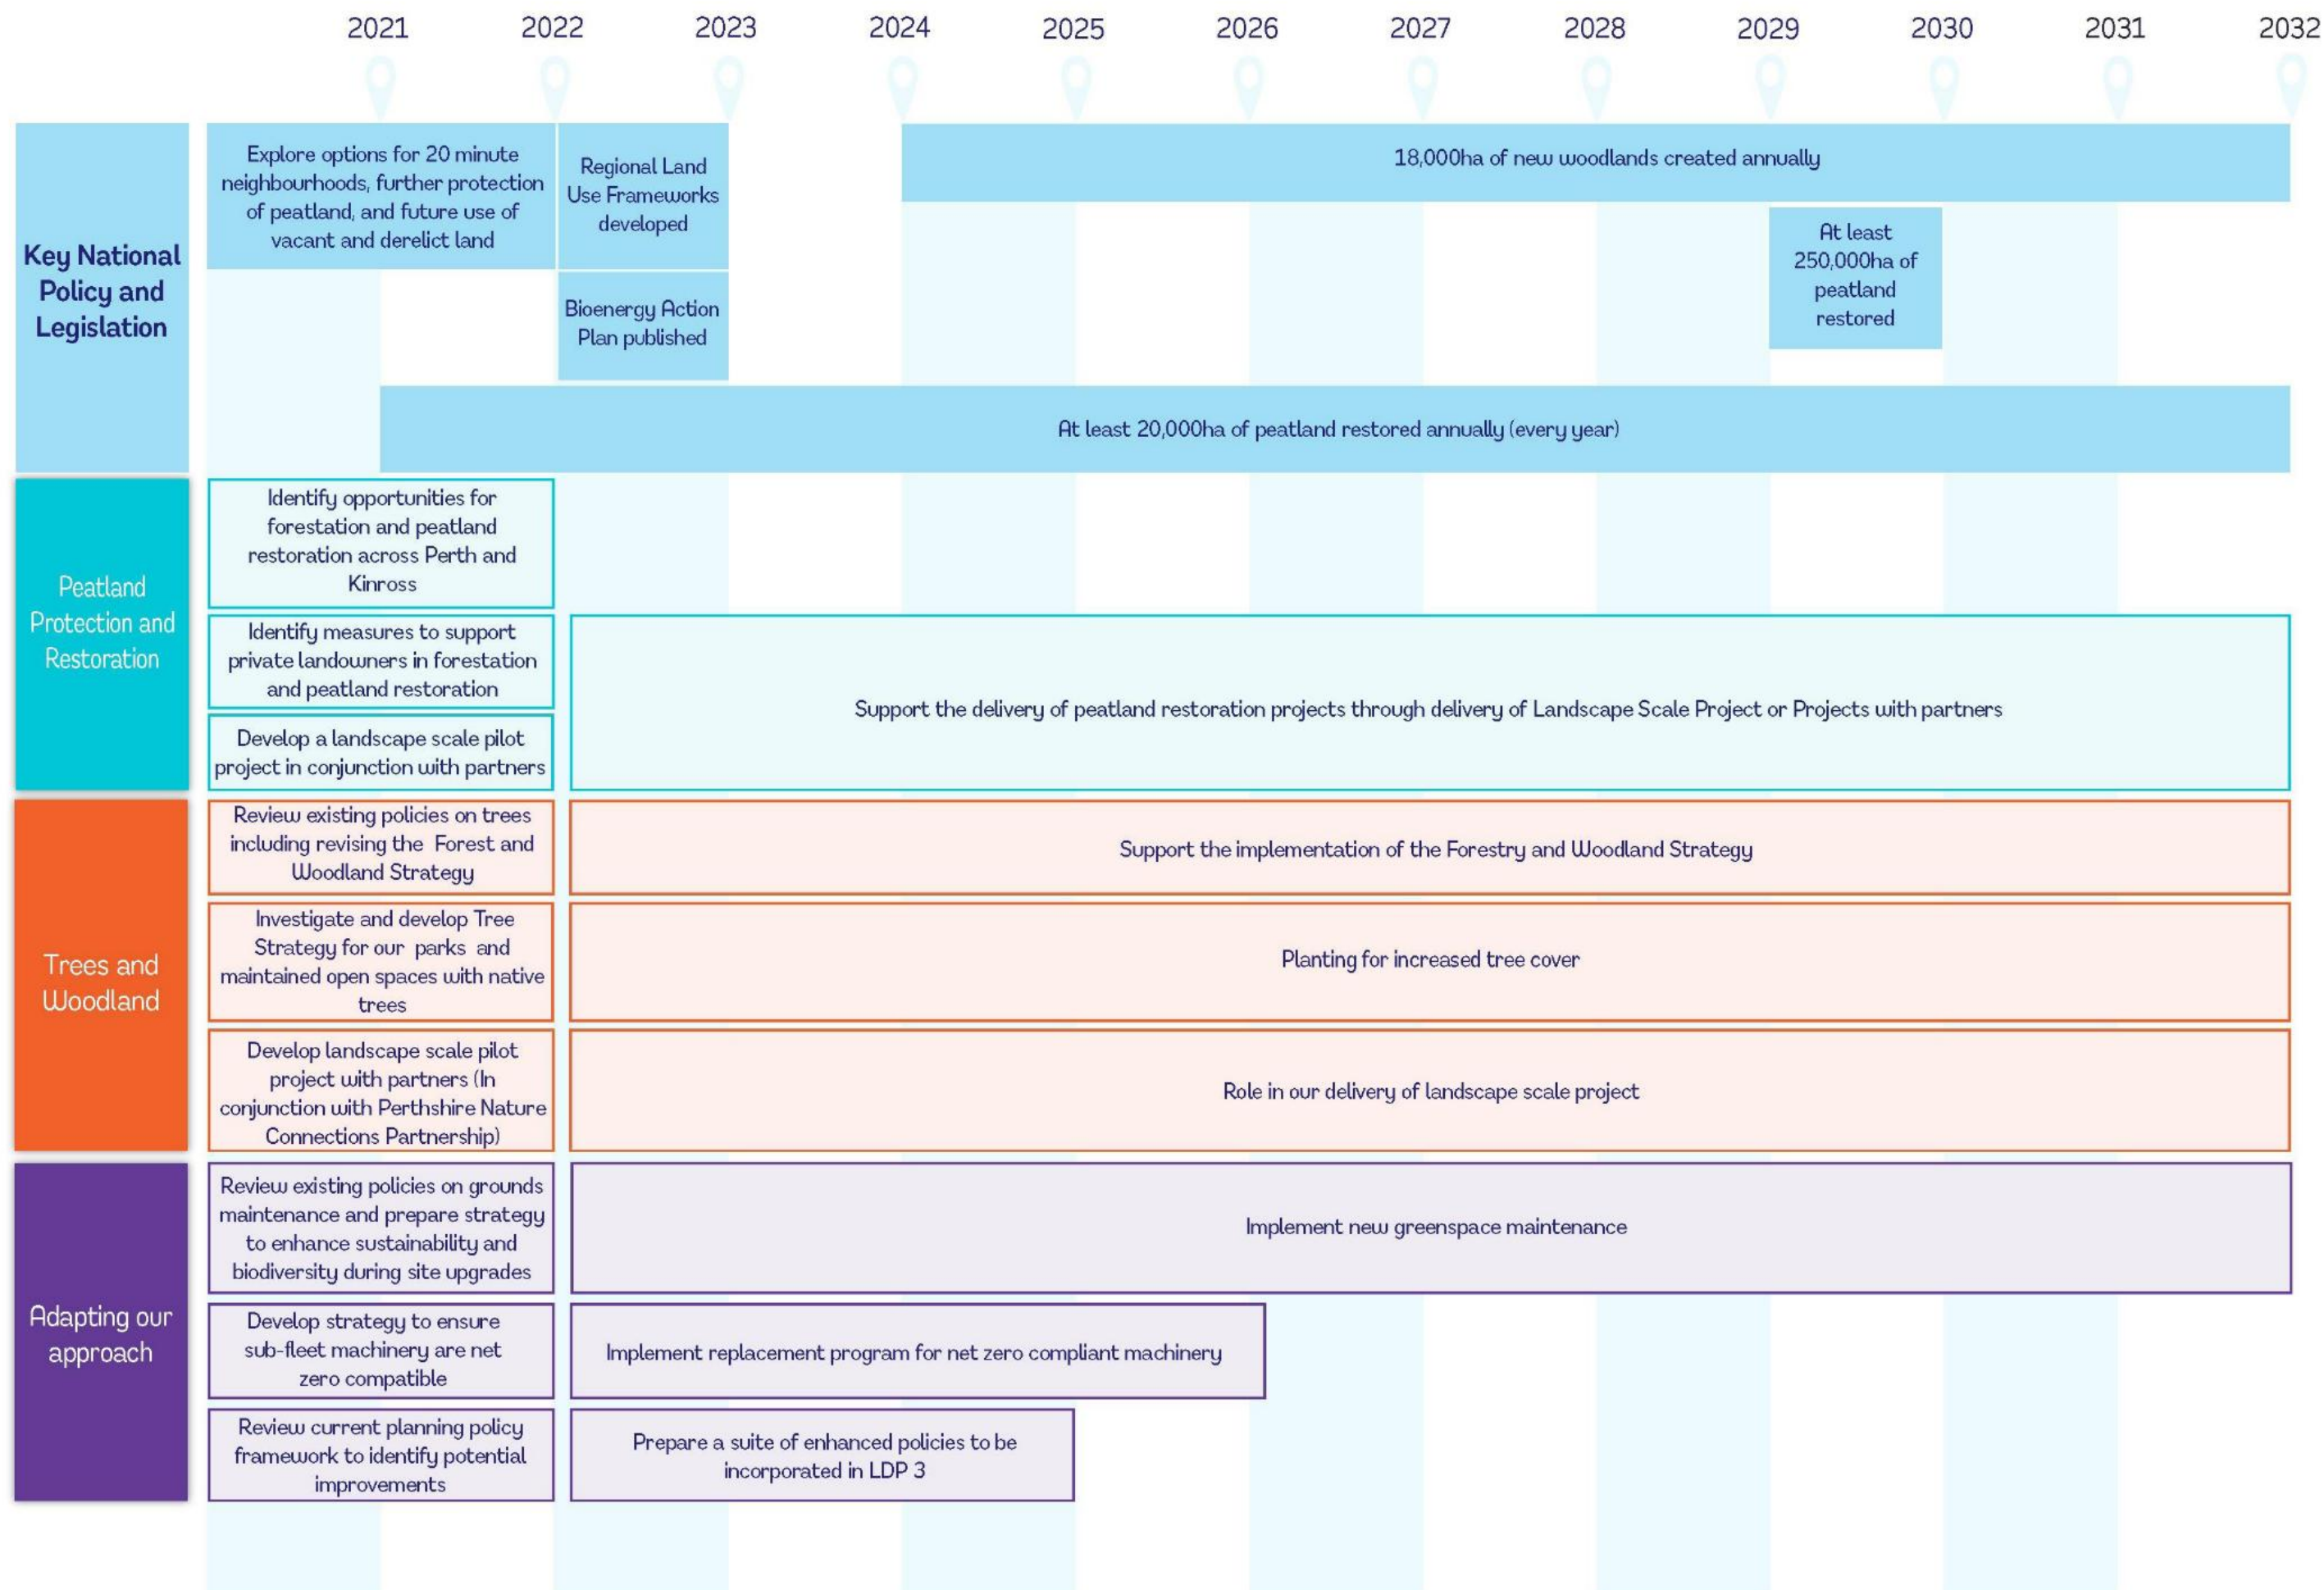 2021 2022 2023 2024 2025 2026 2027 2028 2029 2030 2031 2032
Key National
Policy and
Legislation
Explore options for 20 minute
neighbourhoods, further protection
of peatland, and future use of
vacant and derelict land
Regional Land
Use Frameworks
developed
Bioenergy Action
Plan published
18,000ha of new woodlands created annually
At least
250,000ha of
peatland
restored
At least 20,000ha of peatland restored annually (every year)
Peatland
Protection and
Restoration
Identify opportunities for
forestation and peatland
restoration across Perth and
Kinross
Identify measures to support
private landowners in forestation
and peatland restoration
Develop a landscape scale pilot
project in conjunction with partners
Support the delivery of peatland restoration projects through delivery of Landscape Scale Project or Projects with partners
Trees and
Woodland
Review existing policies on trees
including revising the Forest and
Woodland Strategy
Support the implementation of the Forestry and Woodland Strategy
Investigate and develop Tree
Strategy for our parks and
maintained open spaces with native
trees
Planting for increased tree cover
Develop landscape scale pilot
project with partners (In
conjunction with Perthshire Nature
Connections Partnership)
Role in our delivery of landscape scale project
Adapting our
approach
Review existing policies on grounds
maintenance and prepare strategy
to enhance sustainability and
biodiversity during site upgrades
Implement new greenspace maintenance
Develop strategy to ensure
sub-fleet machinery are net
zero compatible
Implement replacement program for net zero compliant machinery
Review current planning policy
framework to identify potential
improvements
Prepare a suite of enhanced policies to be
incorporated in LDP 3